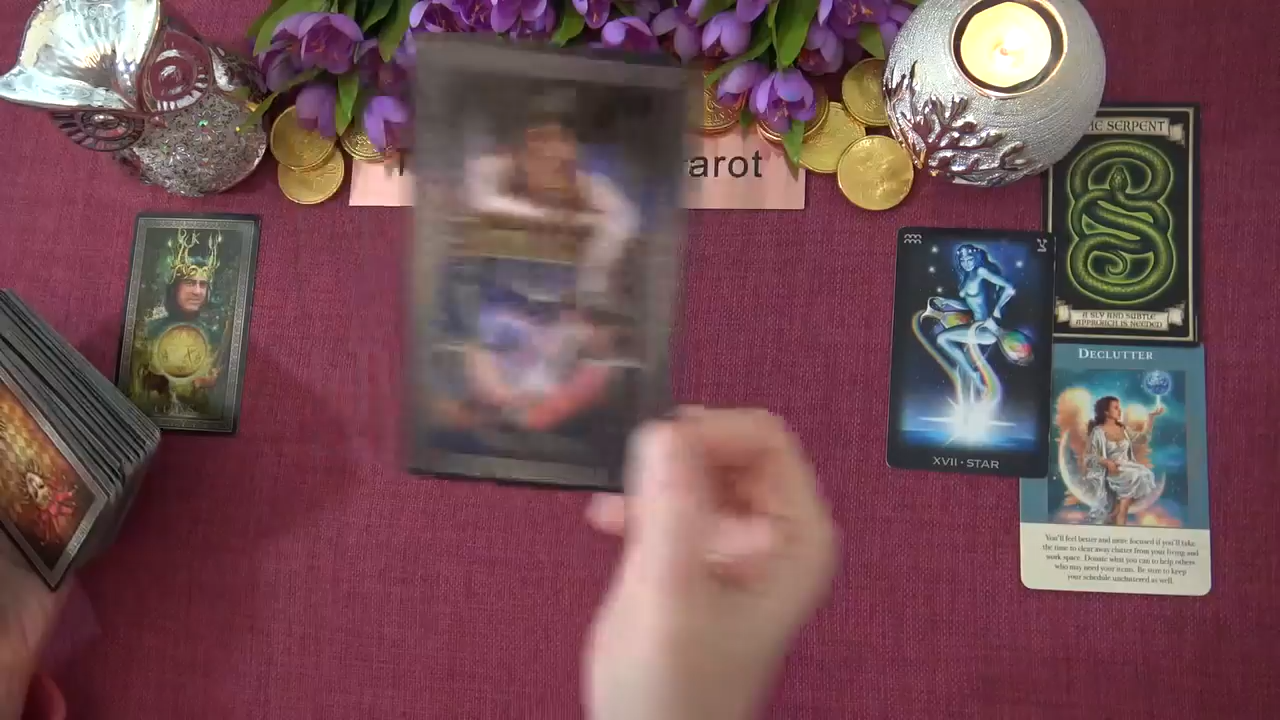 arot
THE SERPENT
A SLY AND SUBTLE
APPROACH IS NEEDED
XVII · STAR
DECLUTTER
You'll feel better and more focused if you'll take
the time to clear away clutter from your living and
work space. Donate what you can to help others
who may need your items. Be sure to keep
your schedule uncluttered as well.